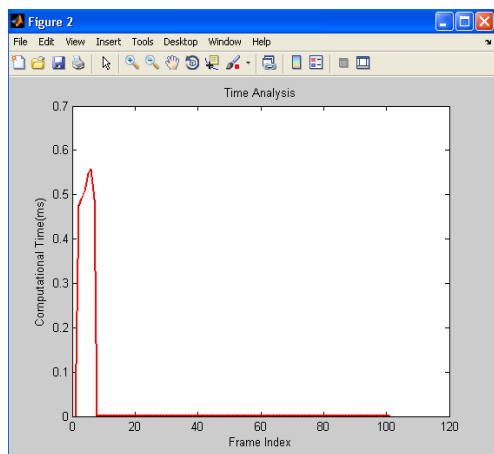 Figure 2
File Edit View Insert Tools Desktop Window Help
Time Analysis
0.7
0.6
0.5
0.4
0.3
0.2
0.1
0
Computational Time(ms)
0 20 40 60 80 100 120
Frame Index